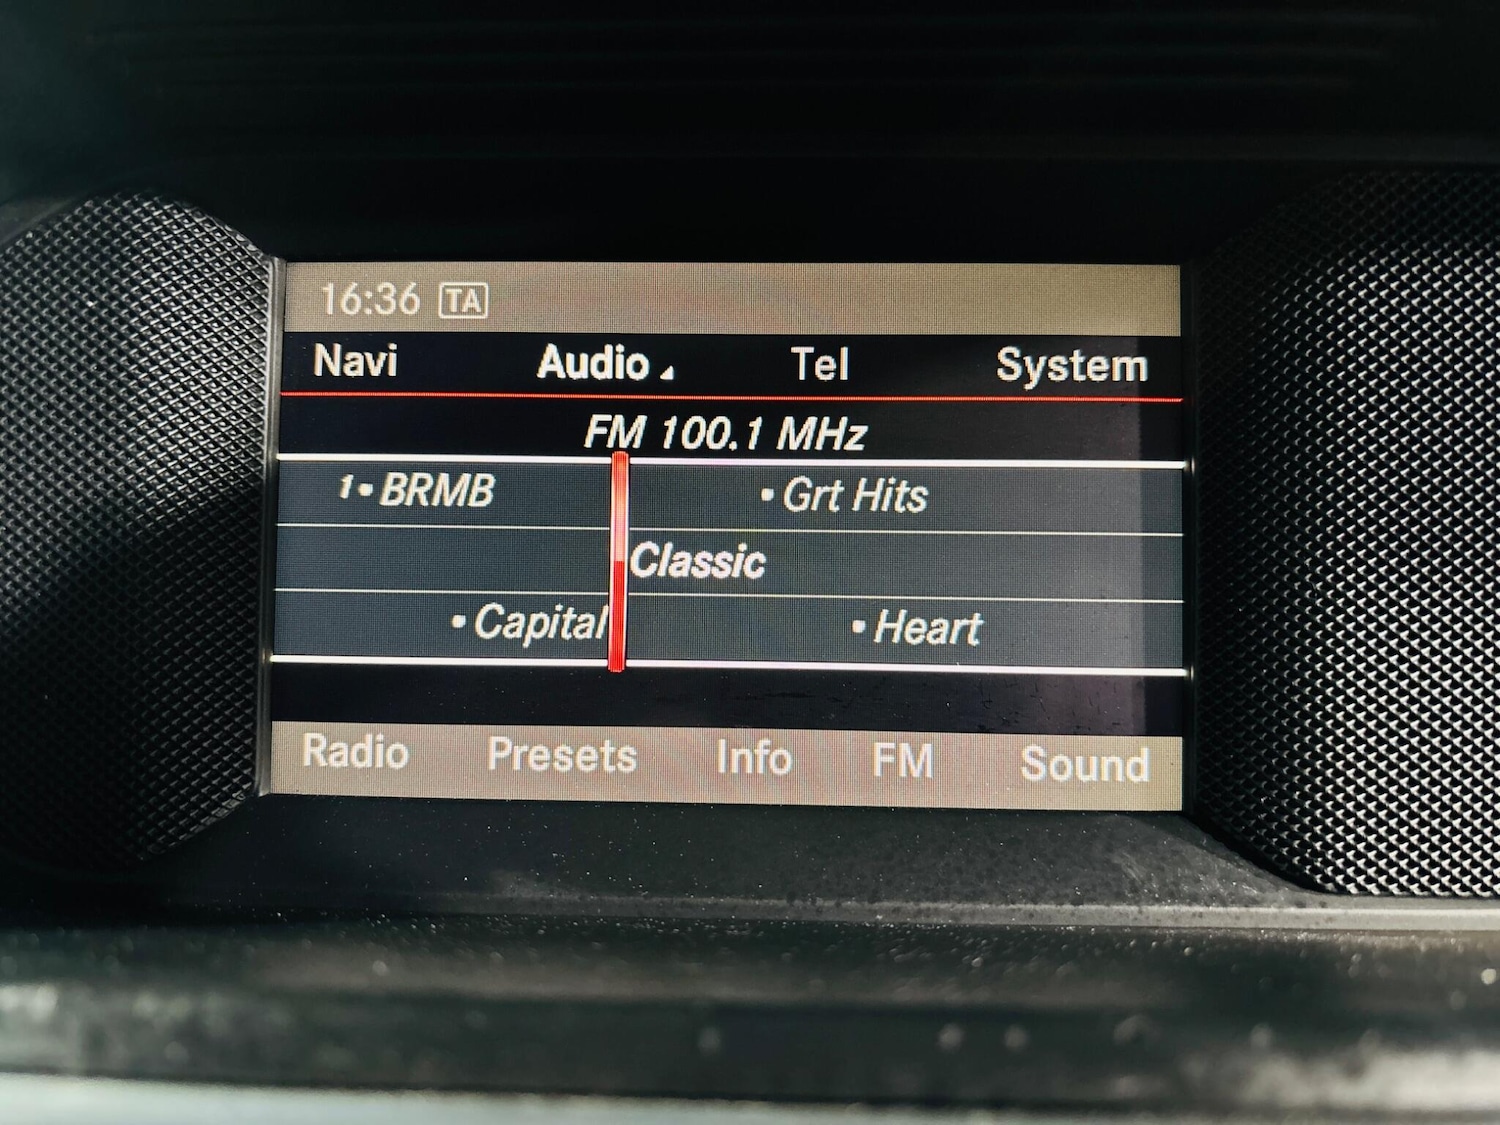 16:36 TA
Navi Audio Tel System
FM 100.1 MHz
1• BRMB • Grt Hits
Classic
• Capital • Heart
Radio Presets Info FM Sound